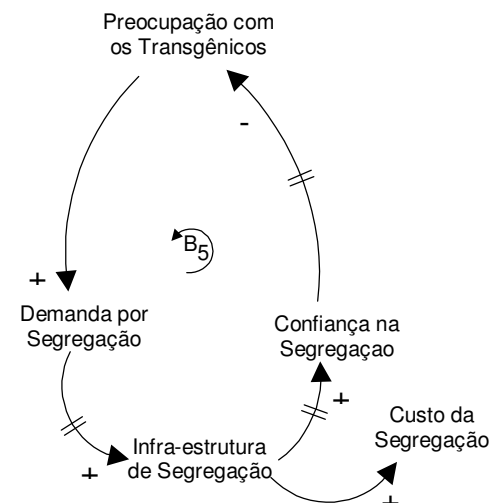 Preocupação com
os Transgênicos
-
B5
+
Demanda por
Segregação
Confiança na
Segregaçao
+
Custo da
Segregação
Infra-estrutura
de Segregação
+
+